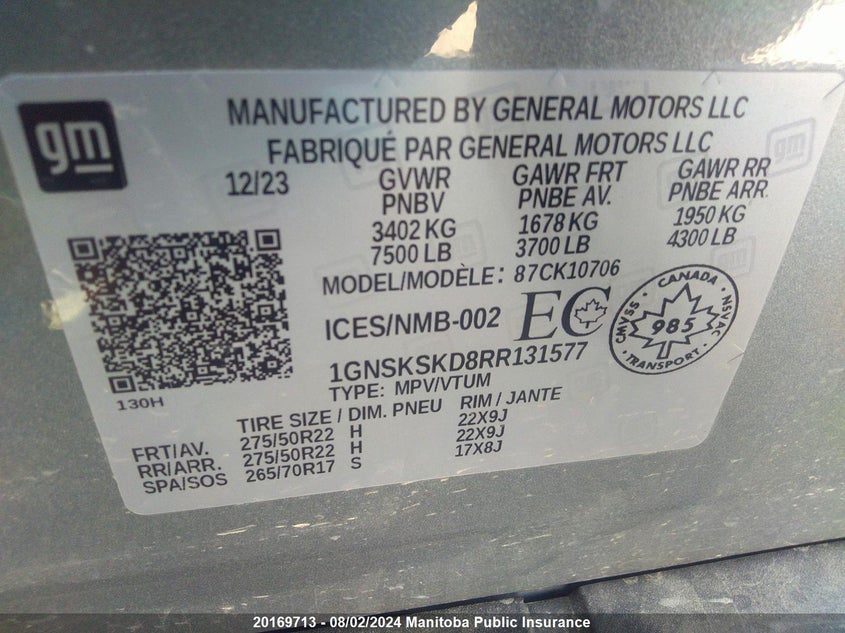 gm
MANUFACTURED BY GENERAL MOTORS LLC
FABRIQUÉ PAR GENERAL MOTORS LLC
12/23 GVWR GAWR FRT GAWR RR
PNBV PNBE AV. PNBE ARR.
3402 KG 1678 KG 1950 KG
7500 LB 3700 LB 4300 LB
MODEL/MODÈLE: 87CK10706
ICES/NMB-002 EC
CANADA
CMVSS · 985 · NSVAC
TRANSPORT
1GNSKSKD8RR131577
TYPE: MPV/VTUM
130H
TIRE SIZE / DIM. PNEU RIM / JANTE
FRT/AV. 275/50R22 H 22X9J
RR/ARR. 275/50R22 H 22X9J
SPA/SOS 265/70R17 S 17X8J
20169713 - 08/02/2024 Manitoba Public Insurance